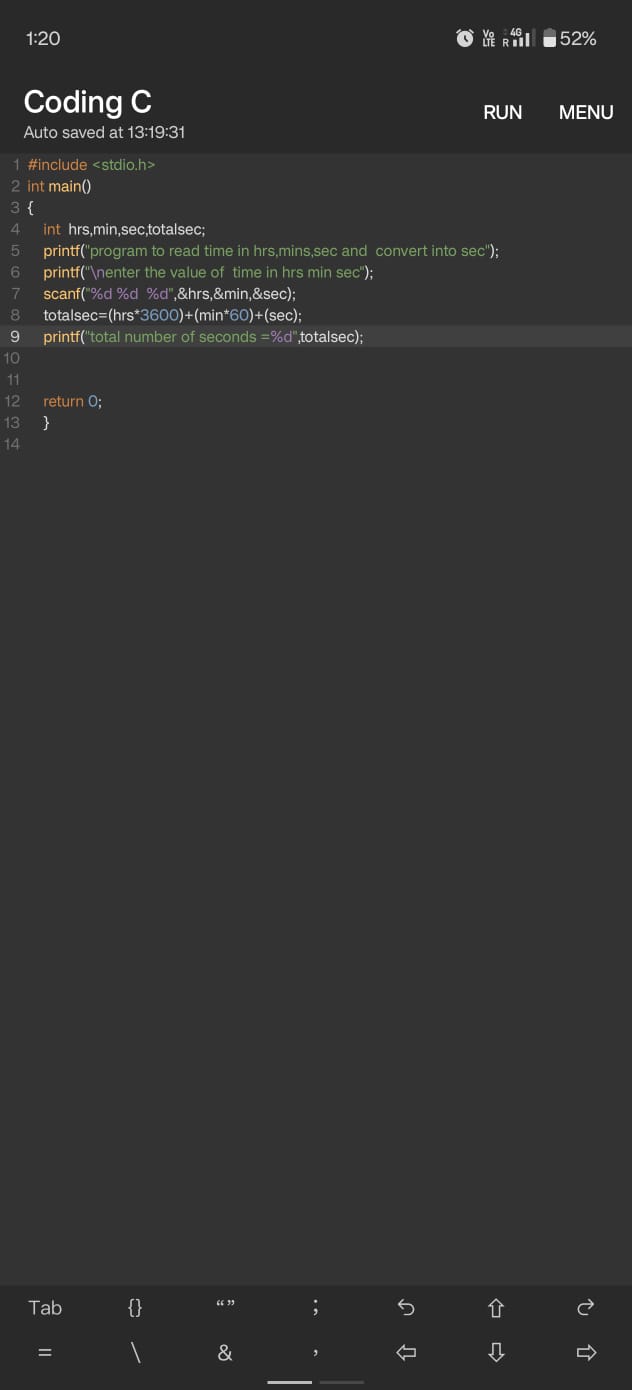 1:20 Vo LTE 4G R 52%
Coding C
RUN MENU
Auto saved at 13:19:31
1 #include <stdio.h>
2 int main()
3 {
4 int  hrs,min,sec,totalsec;
5 printf("program to read time in hrs,mins,sec and  convert into sec");
6 printf("\nenter the value of  time in hrs min sec");
7 scanf("%d %d  %d",&hrs,&min,&sec);
8 totalsec=(hrs*3600)+(min*60)+(sec);
9 printf("total number of seconds =%d",totalsec);
10
11
12 return 0;
13 }
14
Tab {} “” ;
= \ & ,